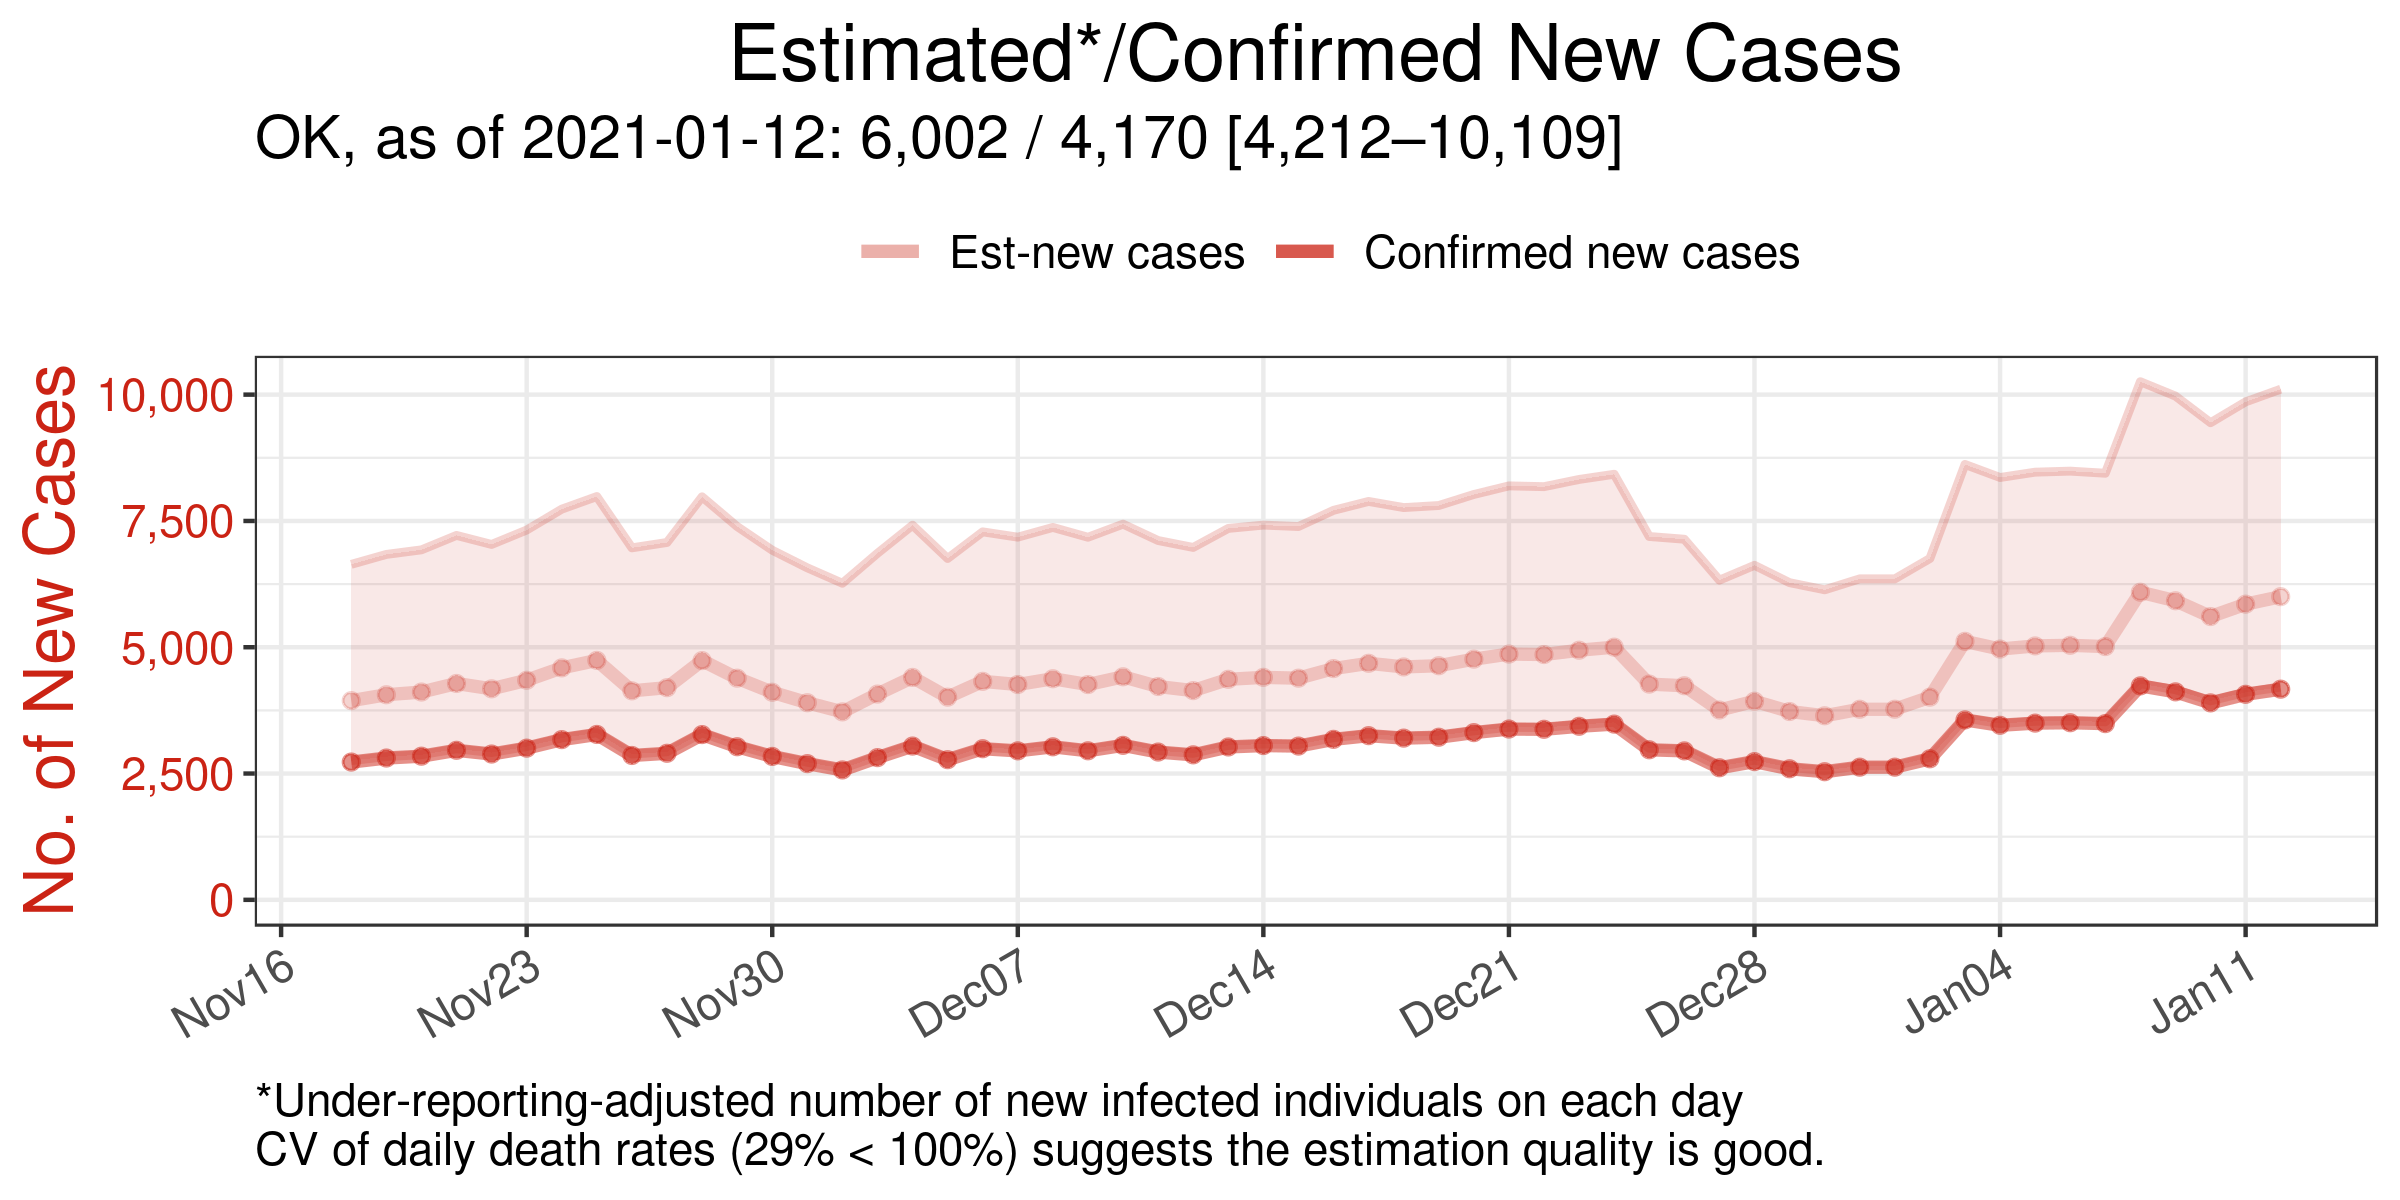 Estimated*/Confirmed New Cases
OK, as of 2021-01-12: 6,002 / 4,170 [4,212–10,109]
Est-new cases
Confirmed new cases
No. of New Cases
10,000
7,500
5,000
2,500
0
Nov16
Nov23
Nov30
Dec07
Dec14
Dec21
Dec28
Jan04
Jan11
*Under-reporting-adjusted number of new infected individuals on each day
CV of daily death rates (29% < 100%) suggests the estimation quality is good.